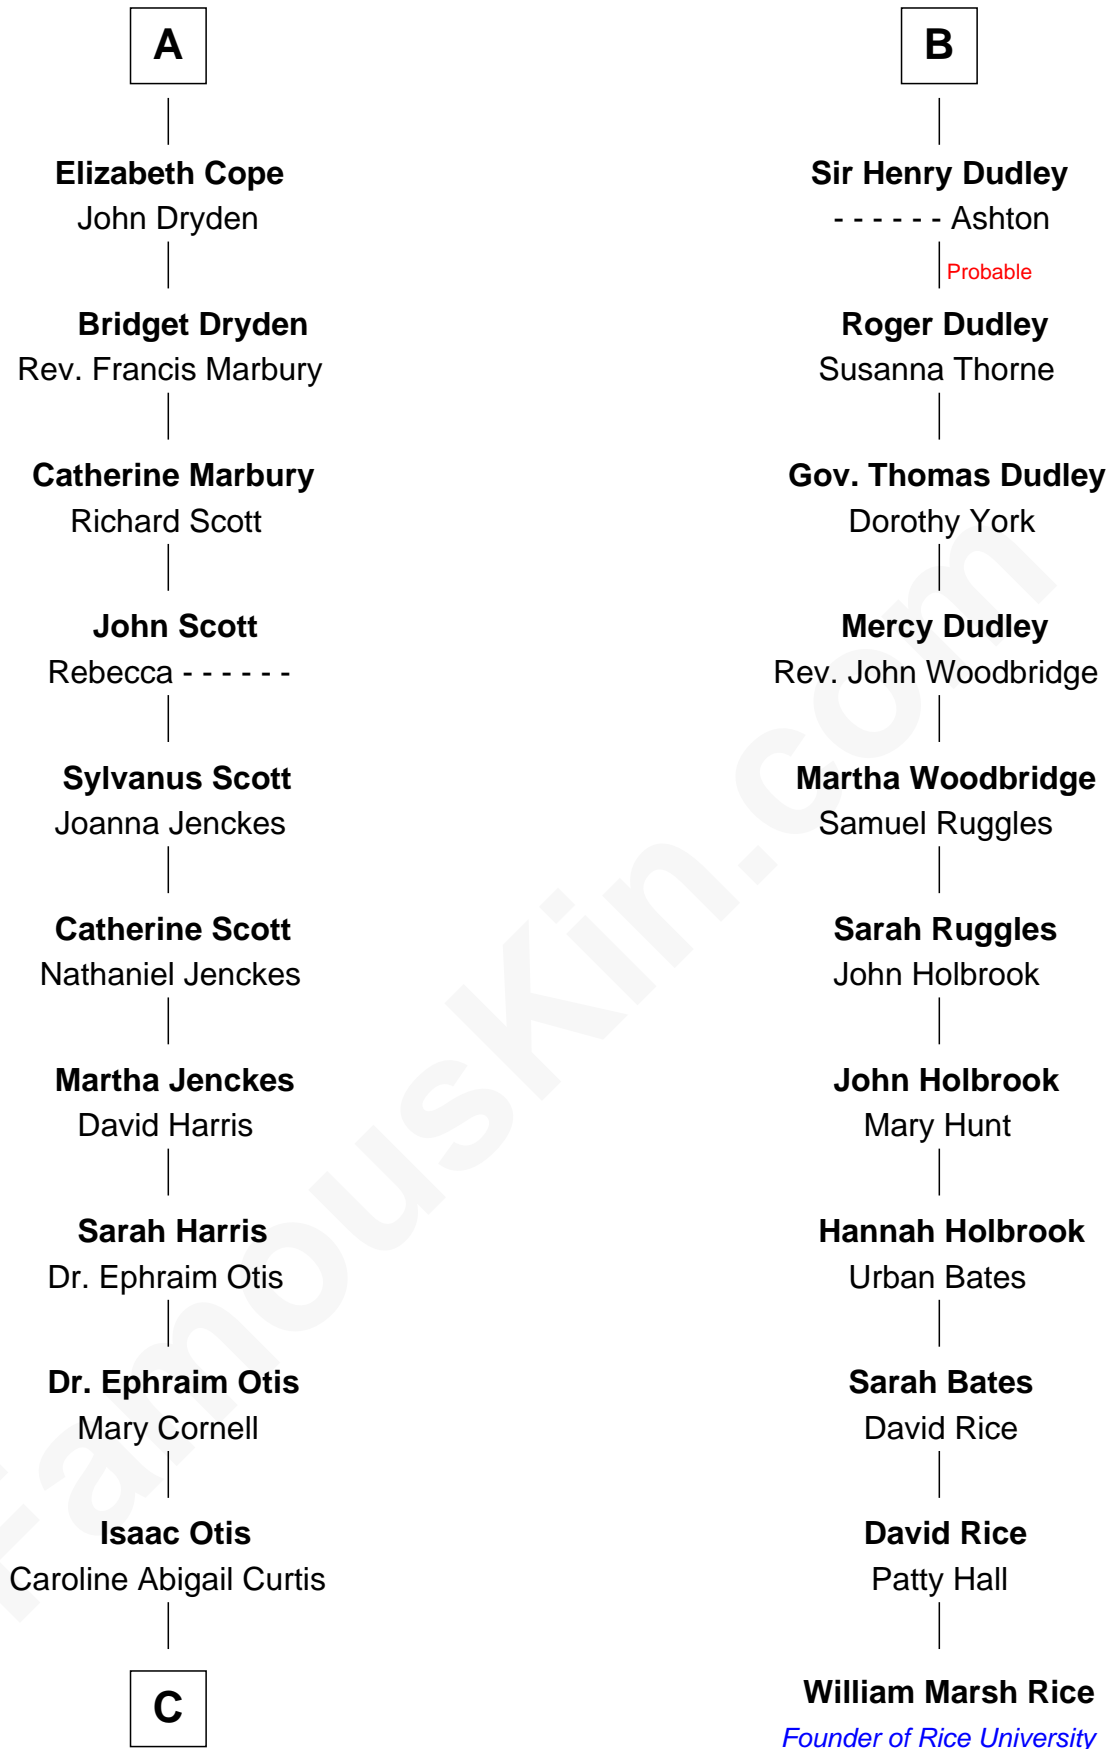 A
Elizabeth Cope
John Dryden
Bridget Dryden
Rev. Francis Marbury
Catherine Marbury
Richard Scott
John Scott
Rebecca - - - - - -
Sylvanus Scott
Joanna Jenckes
Catherine Scott
Nathaniel Jenckes
Martha Jenckes
David Harris
Sarah Harris
Dr. Ephraim Otis
Dr. Ephraim Otis
Mary Cornell
Isaac Otis
Caroline Abigail Curtis
C
B
Sir Henry Dudley
- - - - - - Ashton
Probable
Roger Dudley
Susanna Thorne
Gov. Thomas Dudley
Dorothy York
Mercy Dudley
Rev. John Woodbridge
Martha Woodbridge
Samuel Ruggles
Sarah Ruggles
John Holbrook
John Holbrook
Mary Hunt
Hannah Holbrook
Urban Bates
Sarah Bates
David Rice
David Rice
Patty Hall
William Marsh Rice
Founder of Rice University
FamousKin.com